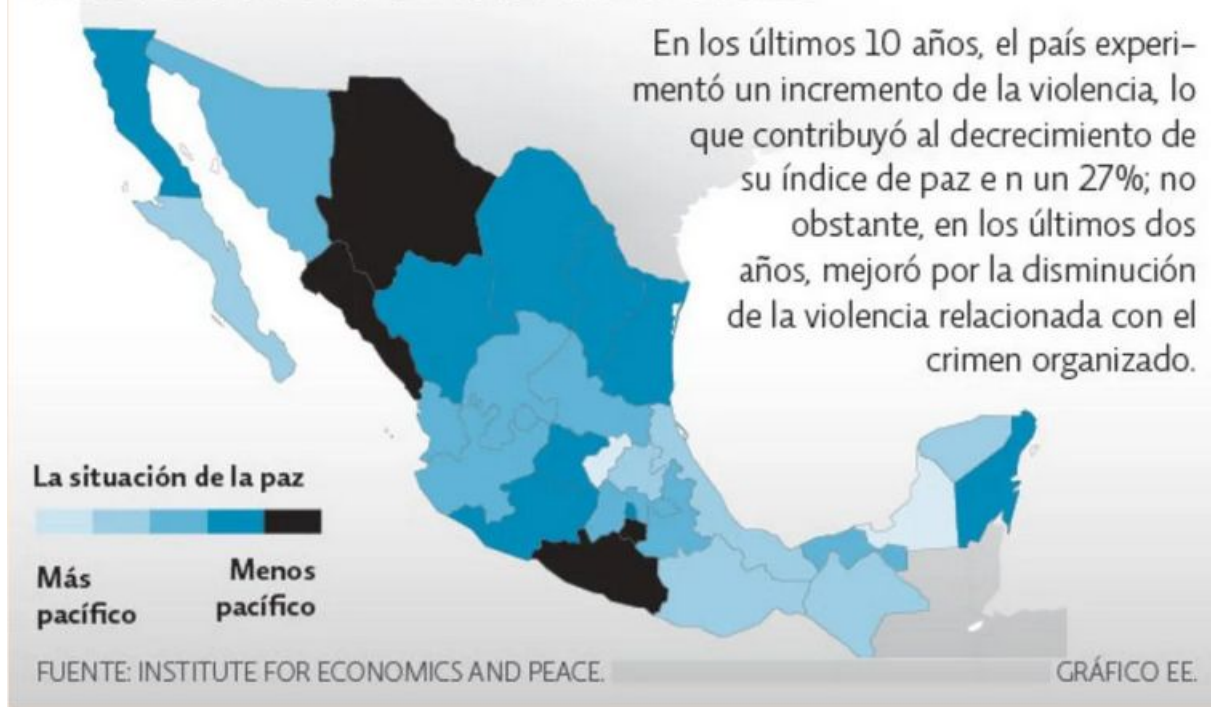 En los últimos 10 años, el país experi-
mentó un incremento de la violencia, lo
que contribuyó al decrecimiento de
su índice de paz e n un 27%; no
obstante, en los últimos dos
años, mejoró por la disminución
de la violencia relacionada con el
crimen organizado.
La situación de la paz
Más pacífico
Menos pacífico
FUENTE: INSTITUTE FOR ECONOMICS AND PEACE.
GRÁFICO EE.